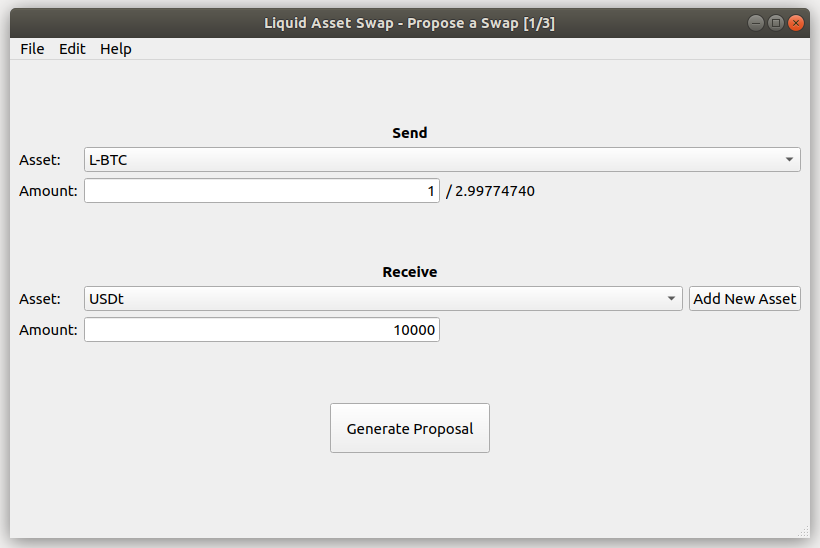 Liquid Asset Swap - Propose a Swap [1/3]
File Edit Help
Send
Asset: L-BTC
Amount: 1 / 2.99774740
Receive
Asset: USDt Add New Asset
Amount: 10000
Generate Proposal